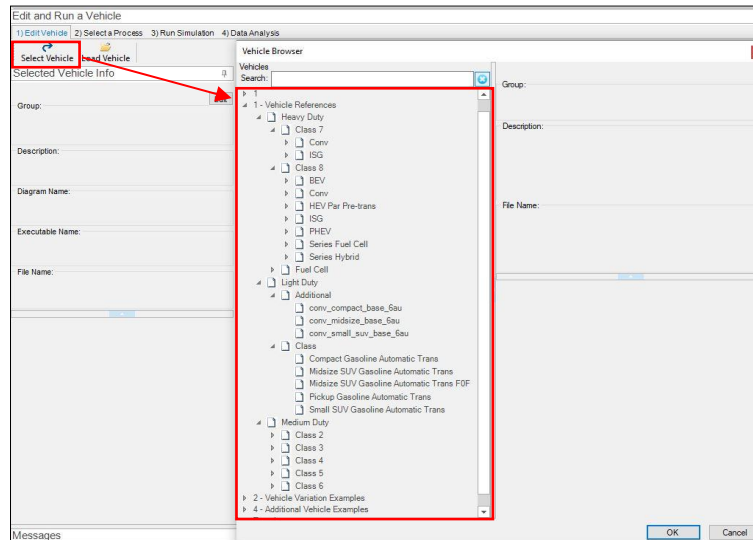 Edit and Run a Vehicle
1) Edit Vehicle 2) Select a Process 3) Run Simulation 4) Data Analysis
Select Vehicle Load Vehicle
Selected Vehicle Info
Group:
Description:
Diagram Name:
Executable Name:
File Name:
Messages
Vehicle Browser
Vehicles
Search:
1
1 - Vehicle References
Heavy Duty
Class 7
Conv
ISG
Class 8
BEV
Conv
HEV Par Pre-trans
ISG
PHEV
Series Fuel Cell
Series Hybrid
Fuel Cell
Light Duty
Additional
conv_compact_base_6au
conv_midsize_base_6au
conv_small_suv_base_6au
Class
Compact Gasoline Automatic Trans
Midsize SUV Gasoline Automatic Trans
Midsize SUV Gasoline Automatic Trans F0F
Pickup Gasoline Automatic Trans
Small SUV Gasoline Automatic Trans
Medium Duty
Class 2
Class 3
Class 4
Class 5
Class 6
2 - Vehicle Variation Examples
4 - Additional Vehicle Examples
Group:
Description:
File Name:
OK Cancel